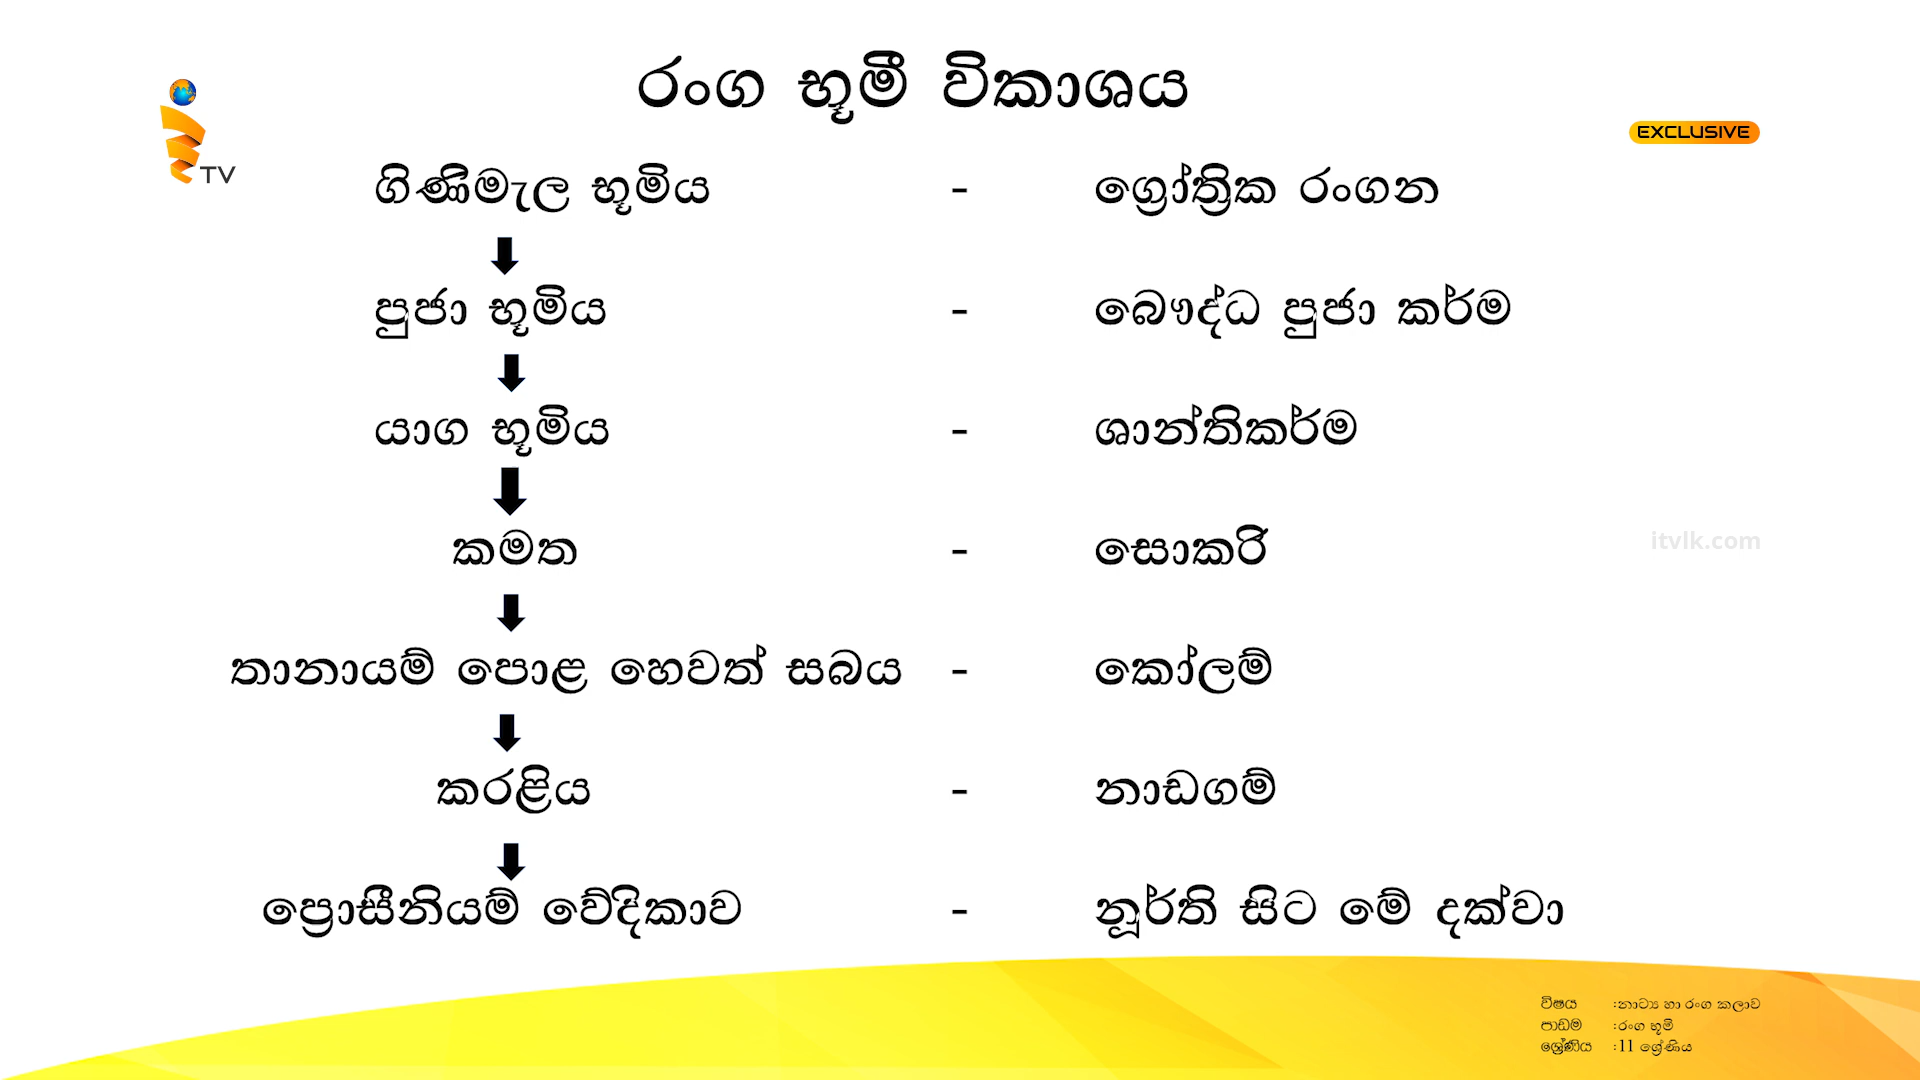 රංග භූමි විකාශය
TV
EXCLUSIVE
ගිණිමැල භූමිය - ග්‍රෝත්‍රික රංගන
පුජා භූමිය - බෞද්ධ පුජා කර්ම
යාග භූමිය - ශාන්තිකර්ම
කමත - සොකරි
itvlk.com
තානායම් පොළ හෙවත් සබය - කෝලම්
කරළිය - නාඩගම්
ප්‍රොසීනියම් වේදිකාව - නූර්ති සිට මේ දක්වා
විෂය :නාට්‍ය හා රංග කලාව
පාඩම :රංග භූමි
ශ්‍රේණිය :11 ශ්‍රේණිය